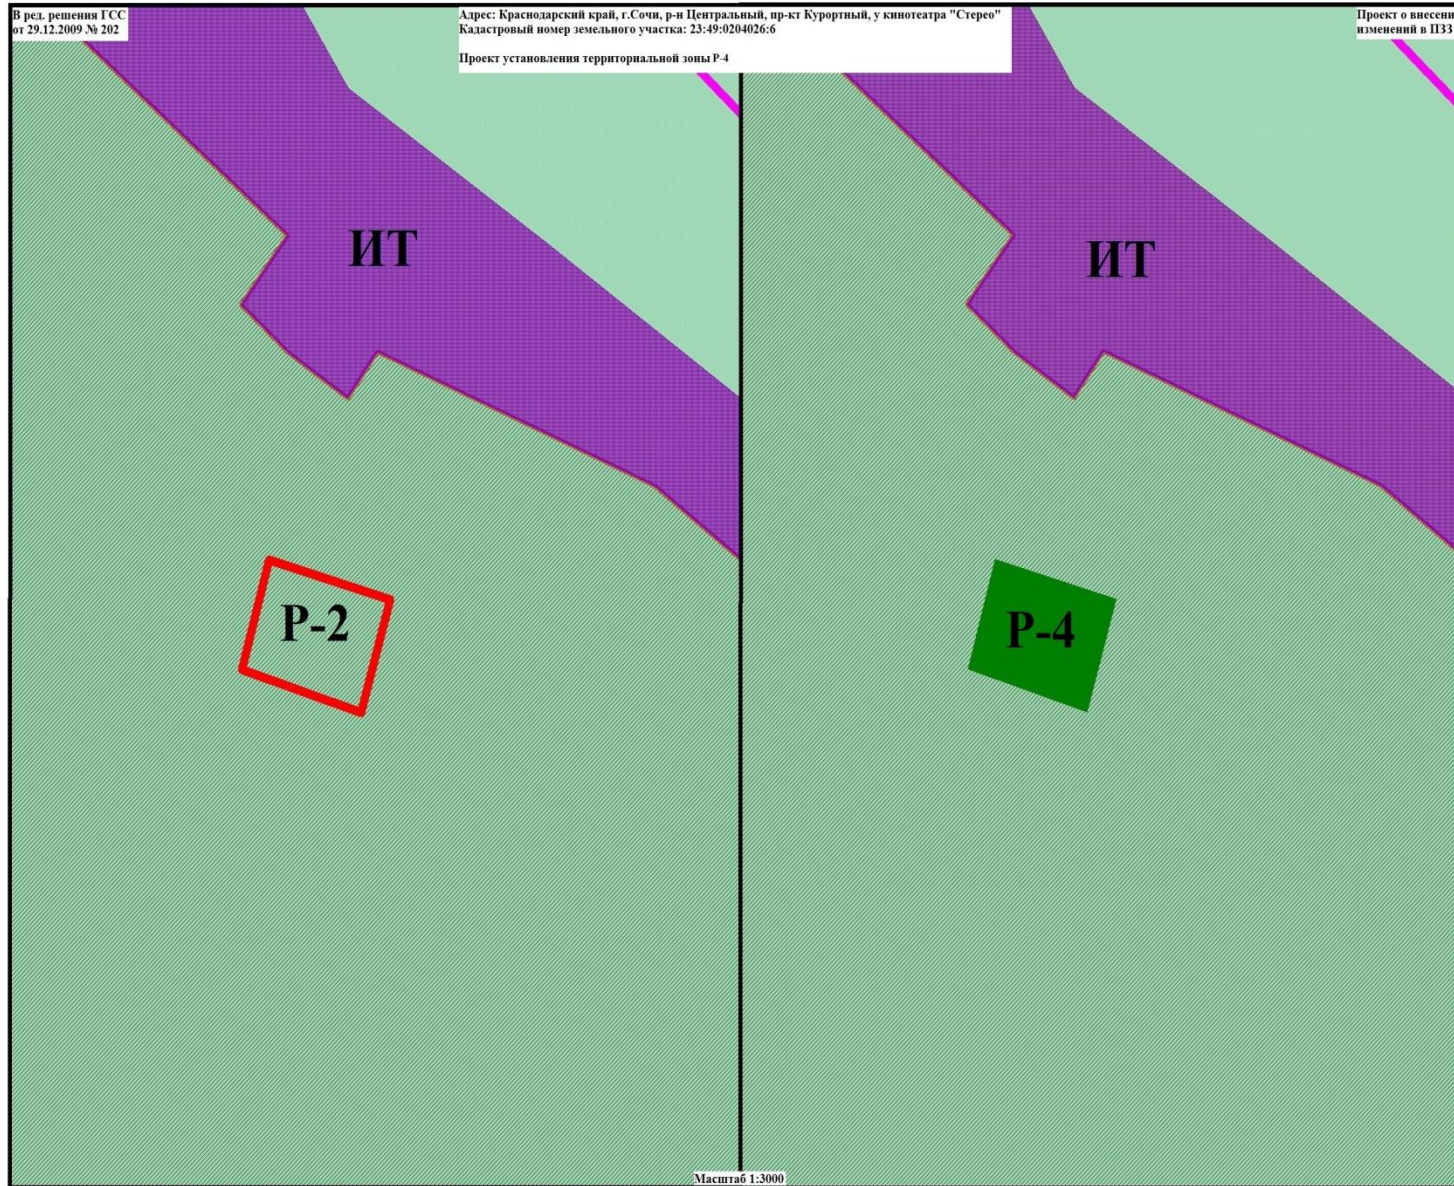 В ред. решения ГСС
от 29.12.2009 № 202
Адрес: Краснодарский край, г.Сочи, р-н Центральный, пр-кт Курортный, у кинотеатра "Стерео"
Кадастровый номер земельного участка: 23:49:0204026:6
Проект установления территориальной зоны Р-4
Проект о внесени
изменений в ПЗЗ
ИТ
ИТ
Р-2
Р-4
Масштаб 1:3000